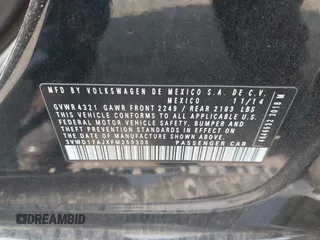 MFD BY VOLKSWAGEN DE MEXICO S.A. DE C.V.
MEXICO 11/14
GVWR 4321 GAWR FRONT 2249 / REAR 2183 LBS
THIS VEHICLE CONFORMS TO ALL APPLICABLE
FEDERAL MOTOR VEHICLE SAFETY, BUMPER, AND
THEFT PREVENTION STANDARDS IN EFFECT ON
THE DATE OF MANUFACTURE SHOWN ABOVE.
3VWD17AJXFM259306
PASSENGER CAR
DREAMBID